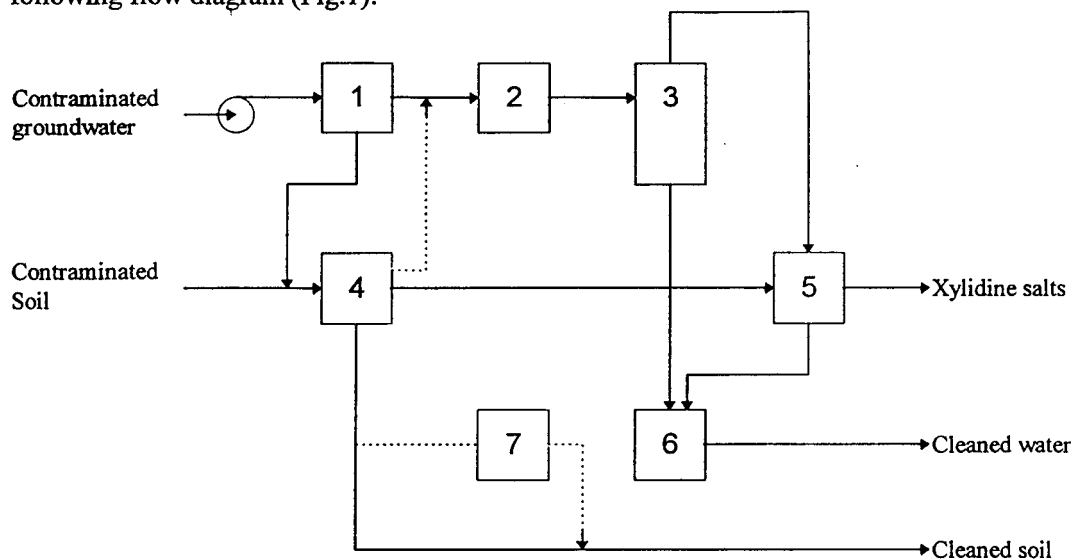 following flow diagram (Fig.1):
Contraminated
groundwater
1
2
3
Contraminated
Soil
4
5
Xylidine salts
7
6
Cleaned water
Cleaned soil